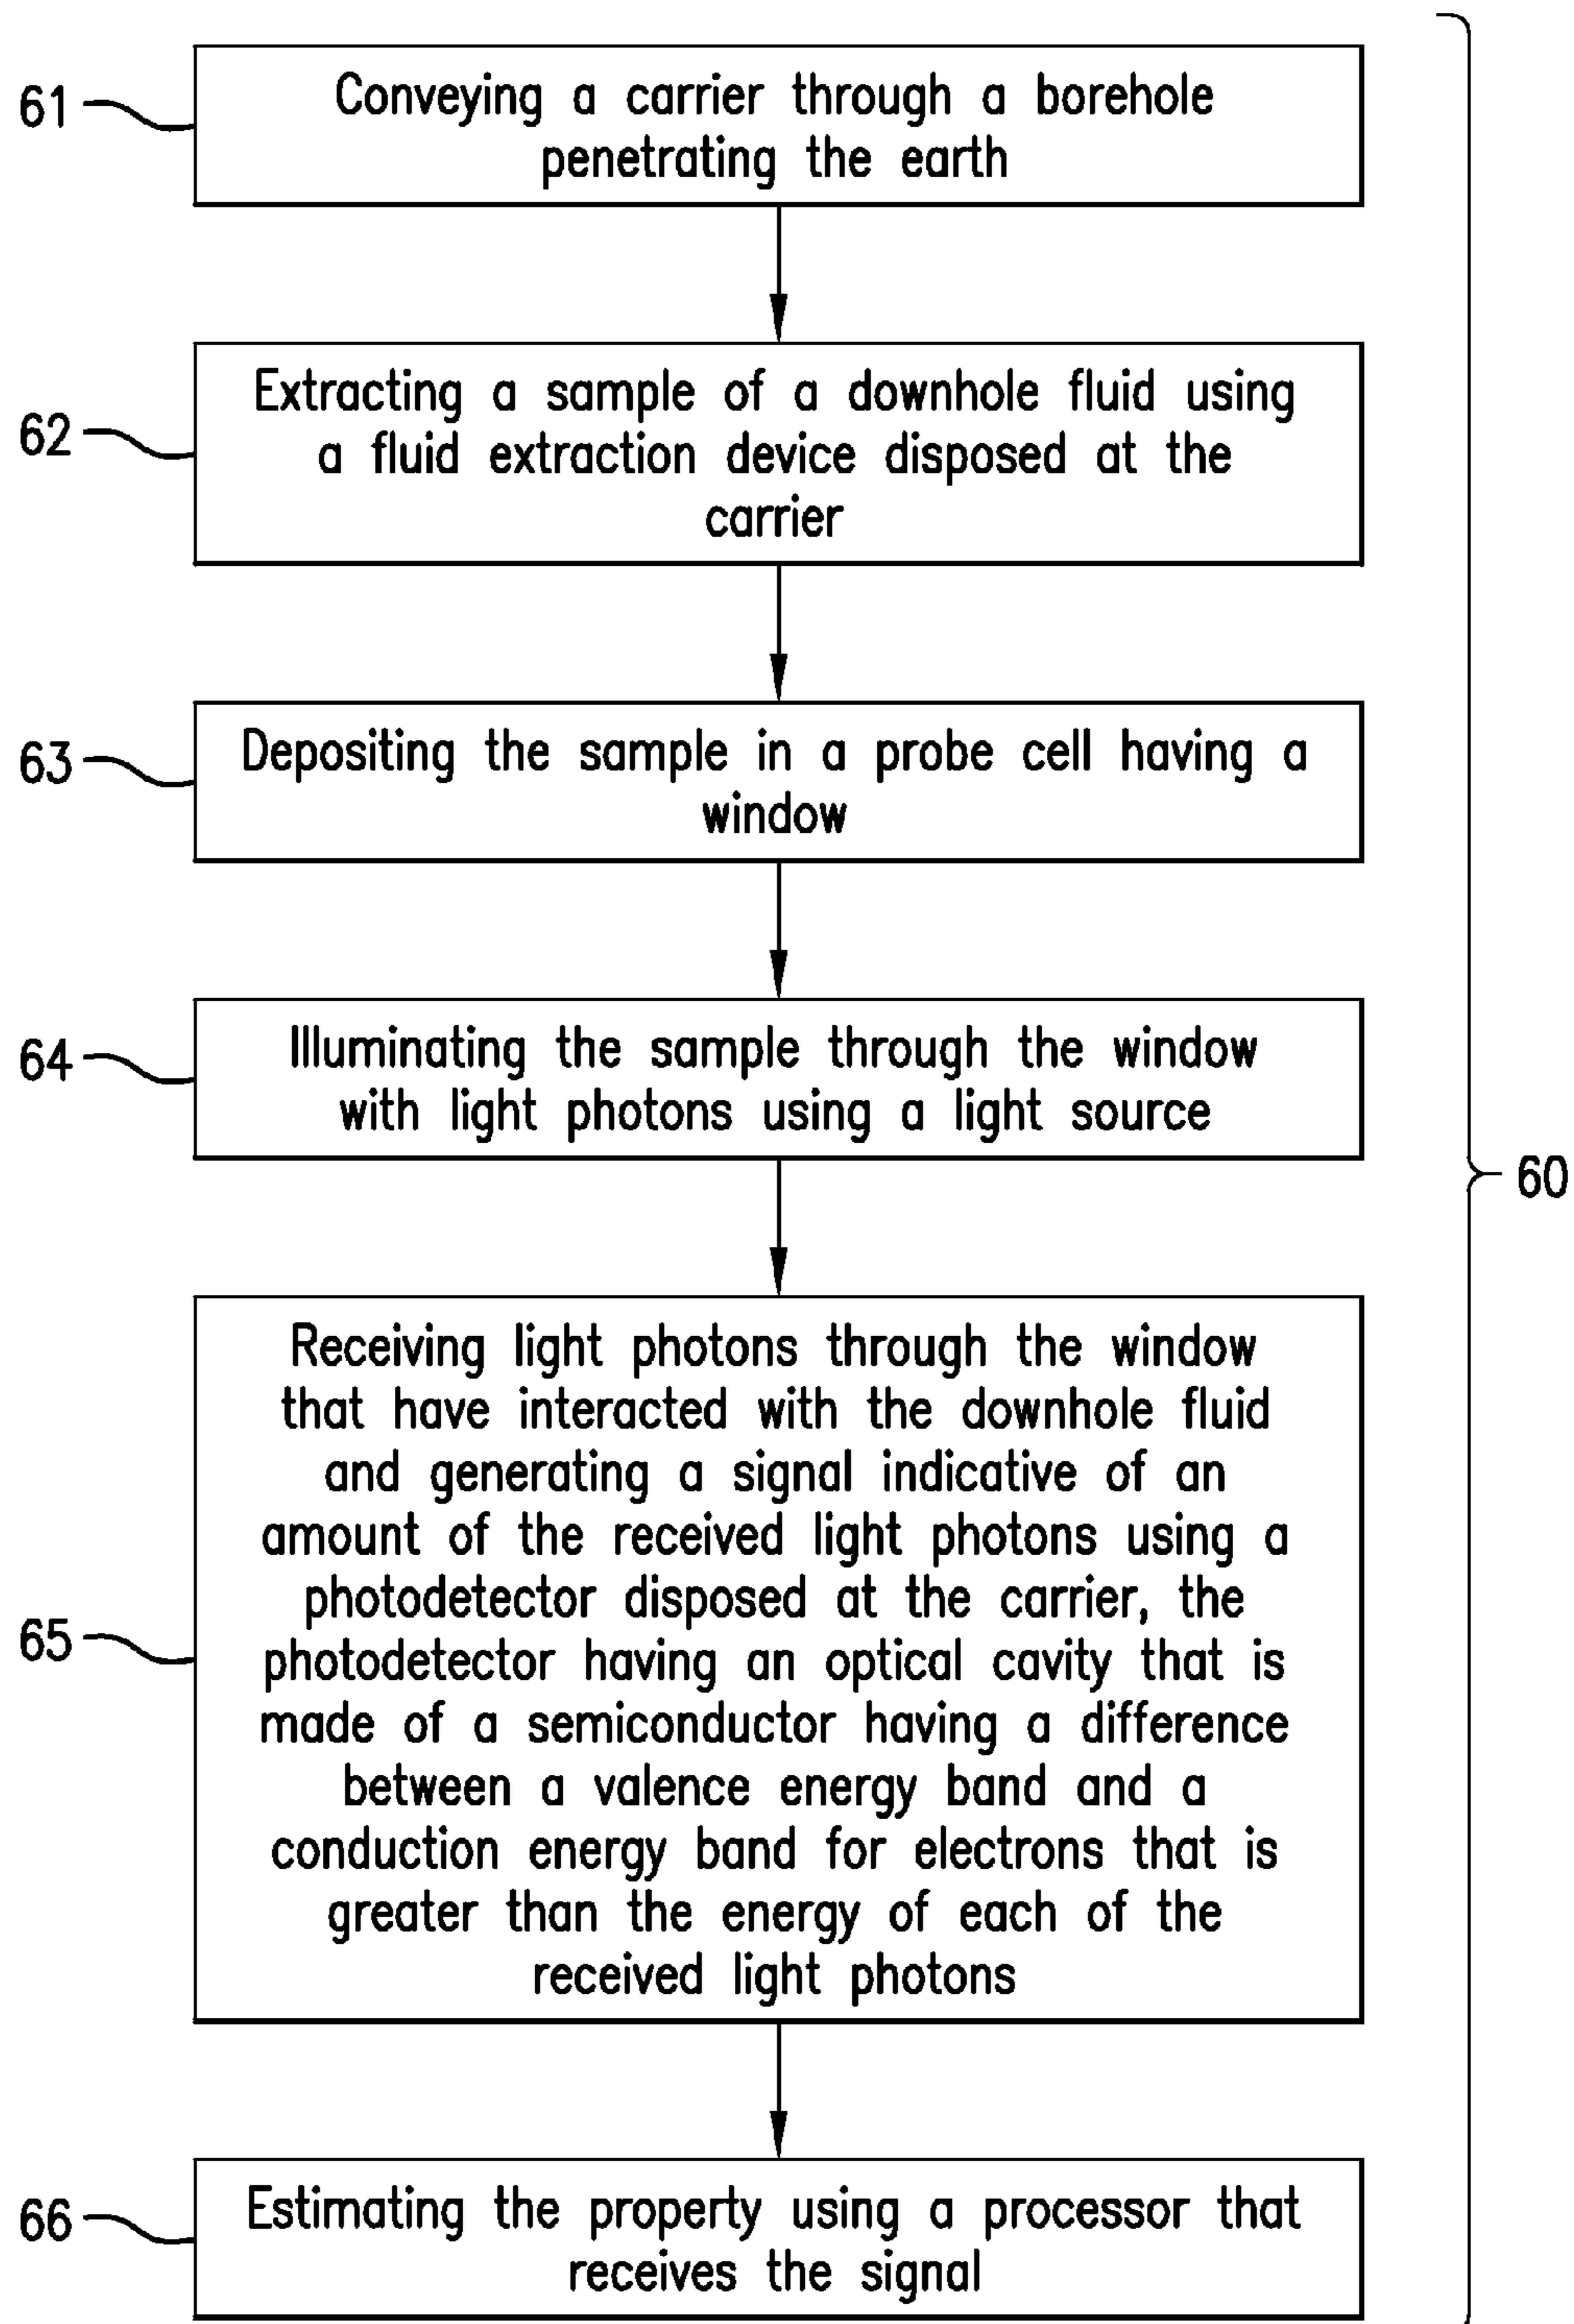 61
Conveying a carrier through a borehole
penetrating the earth
62
Extracting a sample of a downhole fluid using
a fluid extraction device disposed at the
carrier
63
Depositing the sample in a probe cell having a
window
64
Illuminating the sample through the window
with light photons using a light source
60
65
Receiving light photons through the window
that have interacted with the downhole fluid
and generating a signal indicative of an
amount of the received light photons using a
photodetector disposed at the carrier, the
photodetector having an optical cavity that is
made of a semiconductor having a difference
between a valence energy band and a
conduction energy band for electrons that is
greater than the energy of each of the
received light photons
66
Estimating the property using a processor that
receives the signal